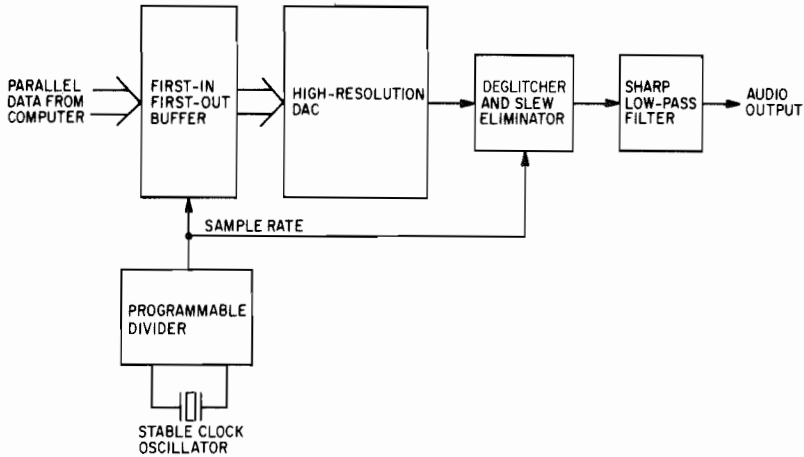 PARALLEL
DATA FROM
COMPUTER
FIRST-IN
FIRST-OUT
BUFFER
HIGH-RESOLUTION
DAC
DEGLITCHER
AND SLEW
ELIMINATOR
SHARP
LOW-PASS
FILTER
AUDIO
OUTPUT
SAMPLE RATE
PROGRAMMABLE
DIVIDER
STABLE CLOCK
OSCILLATOR